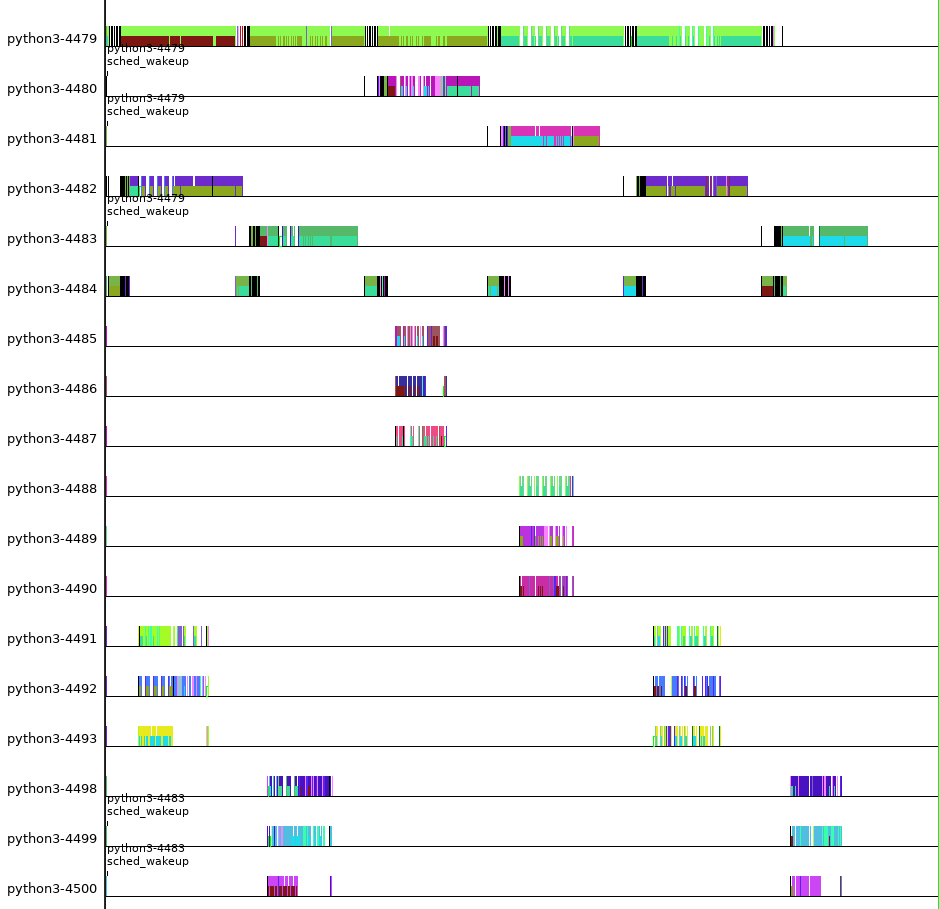 python3-4479
python3-4479
sched_wakeup
python3-4480
python3-4479
sched_wakeup
python3-4481
python3-4482
python3-4479
sched_wakeup
python3-4483
python3-4484
python3-4485
python3-4486
python3-4487
python3-4488
python3-4489
python3-4490
python3-4491
python3-4492
python3-4493
python3-4498
python3-4483
sched_wakeup
python3-4499
python3-4483
sched_wakeup
python3-4500